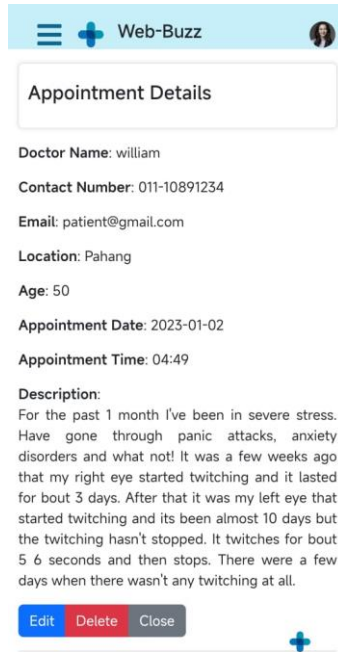 Web-Buzz
Appointment Details
Doctor Name: william
Contact Number: 011-10891234
Email: patient@gmail.com
Location: Pahang
Age: 50
Appointment Date: 2023-01-02
Appointment Time: 04:49
Description:
For the past 1 month I've been in severe stress.
Have gone through panic attacks, anxiety
disorders and what not! It was a few weeks ago
that my right eye started twitching and it lasted
for bout 3 days. After that it was my left eye that
started twitching and its been almost 10 days but
the twitching hasn't stopped. It twitches for bout
5 6 seconds and then stops. There were a few
days when there wasn't any twitching at all.
Edit Delete Close